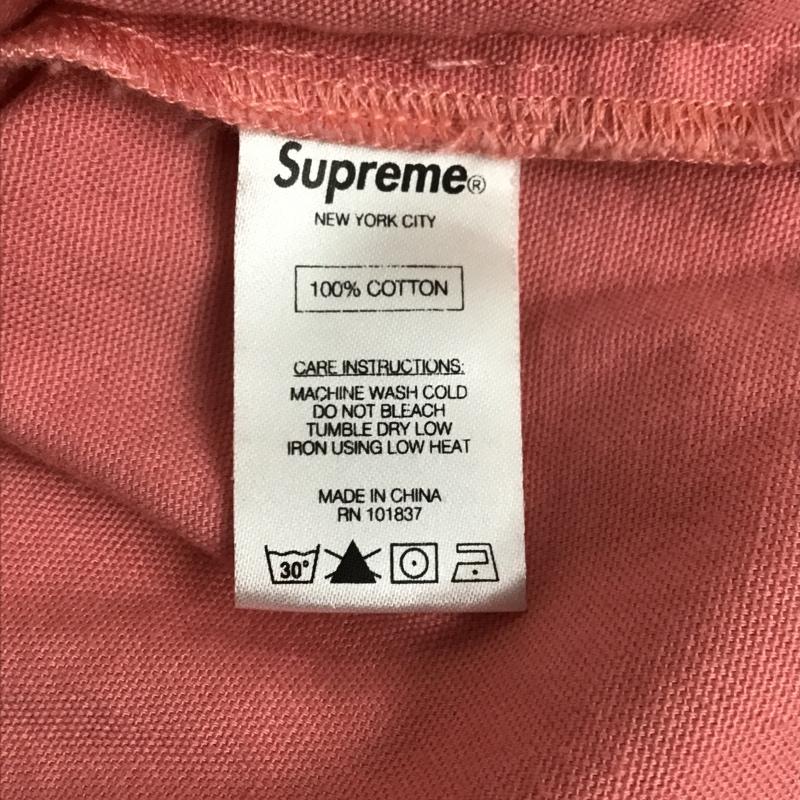 Supreme®
NEW YORK CITY
100% COTTON
CARE INSTRUCTIONS:
MACHINE WASH COLD
DO NOT BLEACH
TUMBLE DRY LOW
IRON USING LOW HEAT
MADE IN CHINA
RN 101837
30°